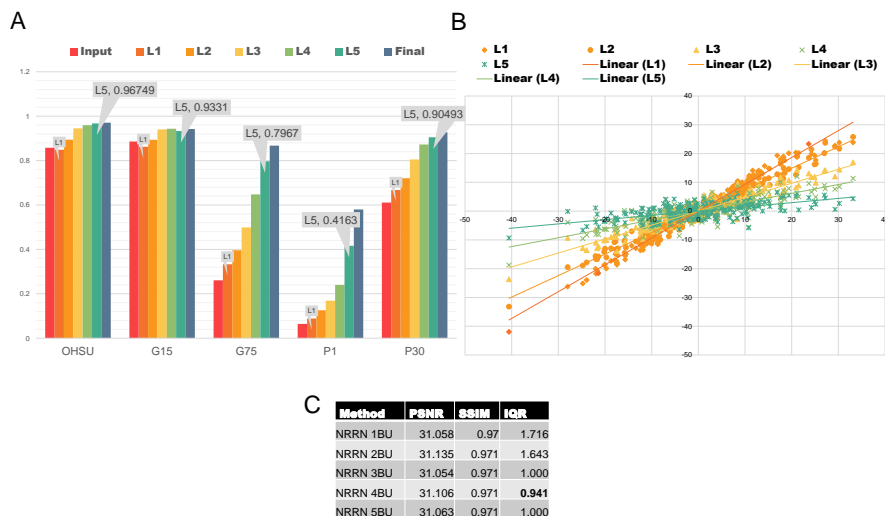 A
Input L1 L2 L3 L4 L5 Final
1.2
1
0.8
0.6
0.4
0.2
0
L5, 0.96749
L5, 0.9331
L5, 0.7967
L5, 0.4163
L5, 0.90493
L1
L1
L1
L1
L1
OHSU G15 G75 P1 P30
B
L1 L2 L3 L4
L5 Linear (L1) Linear (L2) Linear (L3)
Linear (L4) Linear (L5)
40
30
20
10
0
-10
-20
-30
-40
-50
-50 -40 -30 -20 -10 0 10 20 30 40
C
Method PSNR SSIM IQR
NRRN 1BU 31.058 0.97 1.716
NRRN 2BU 31.135 0.971 1.643
NRRN 3BU 31.054 0.971 1.000
NRRN 4BU 31.106 0.971 0.941
NRRN 5BU 31.063 0.971 1.000